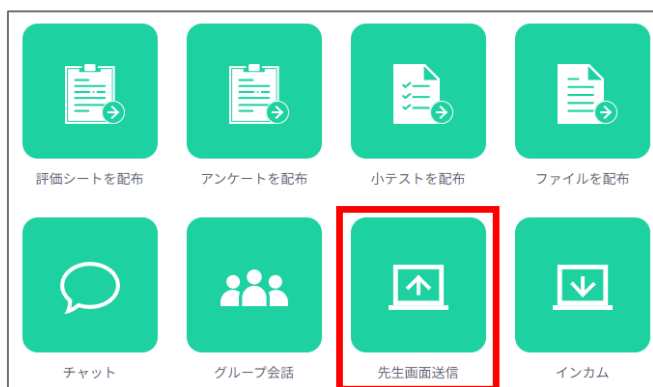 評価シートを配布
アンケートを配布
小テストを配布
ファイルを配布
チャット
グループ会話
先生画面送信
インカム